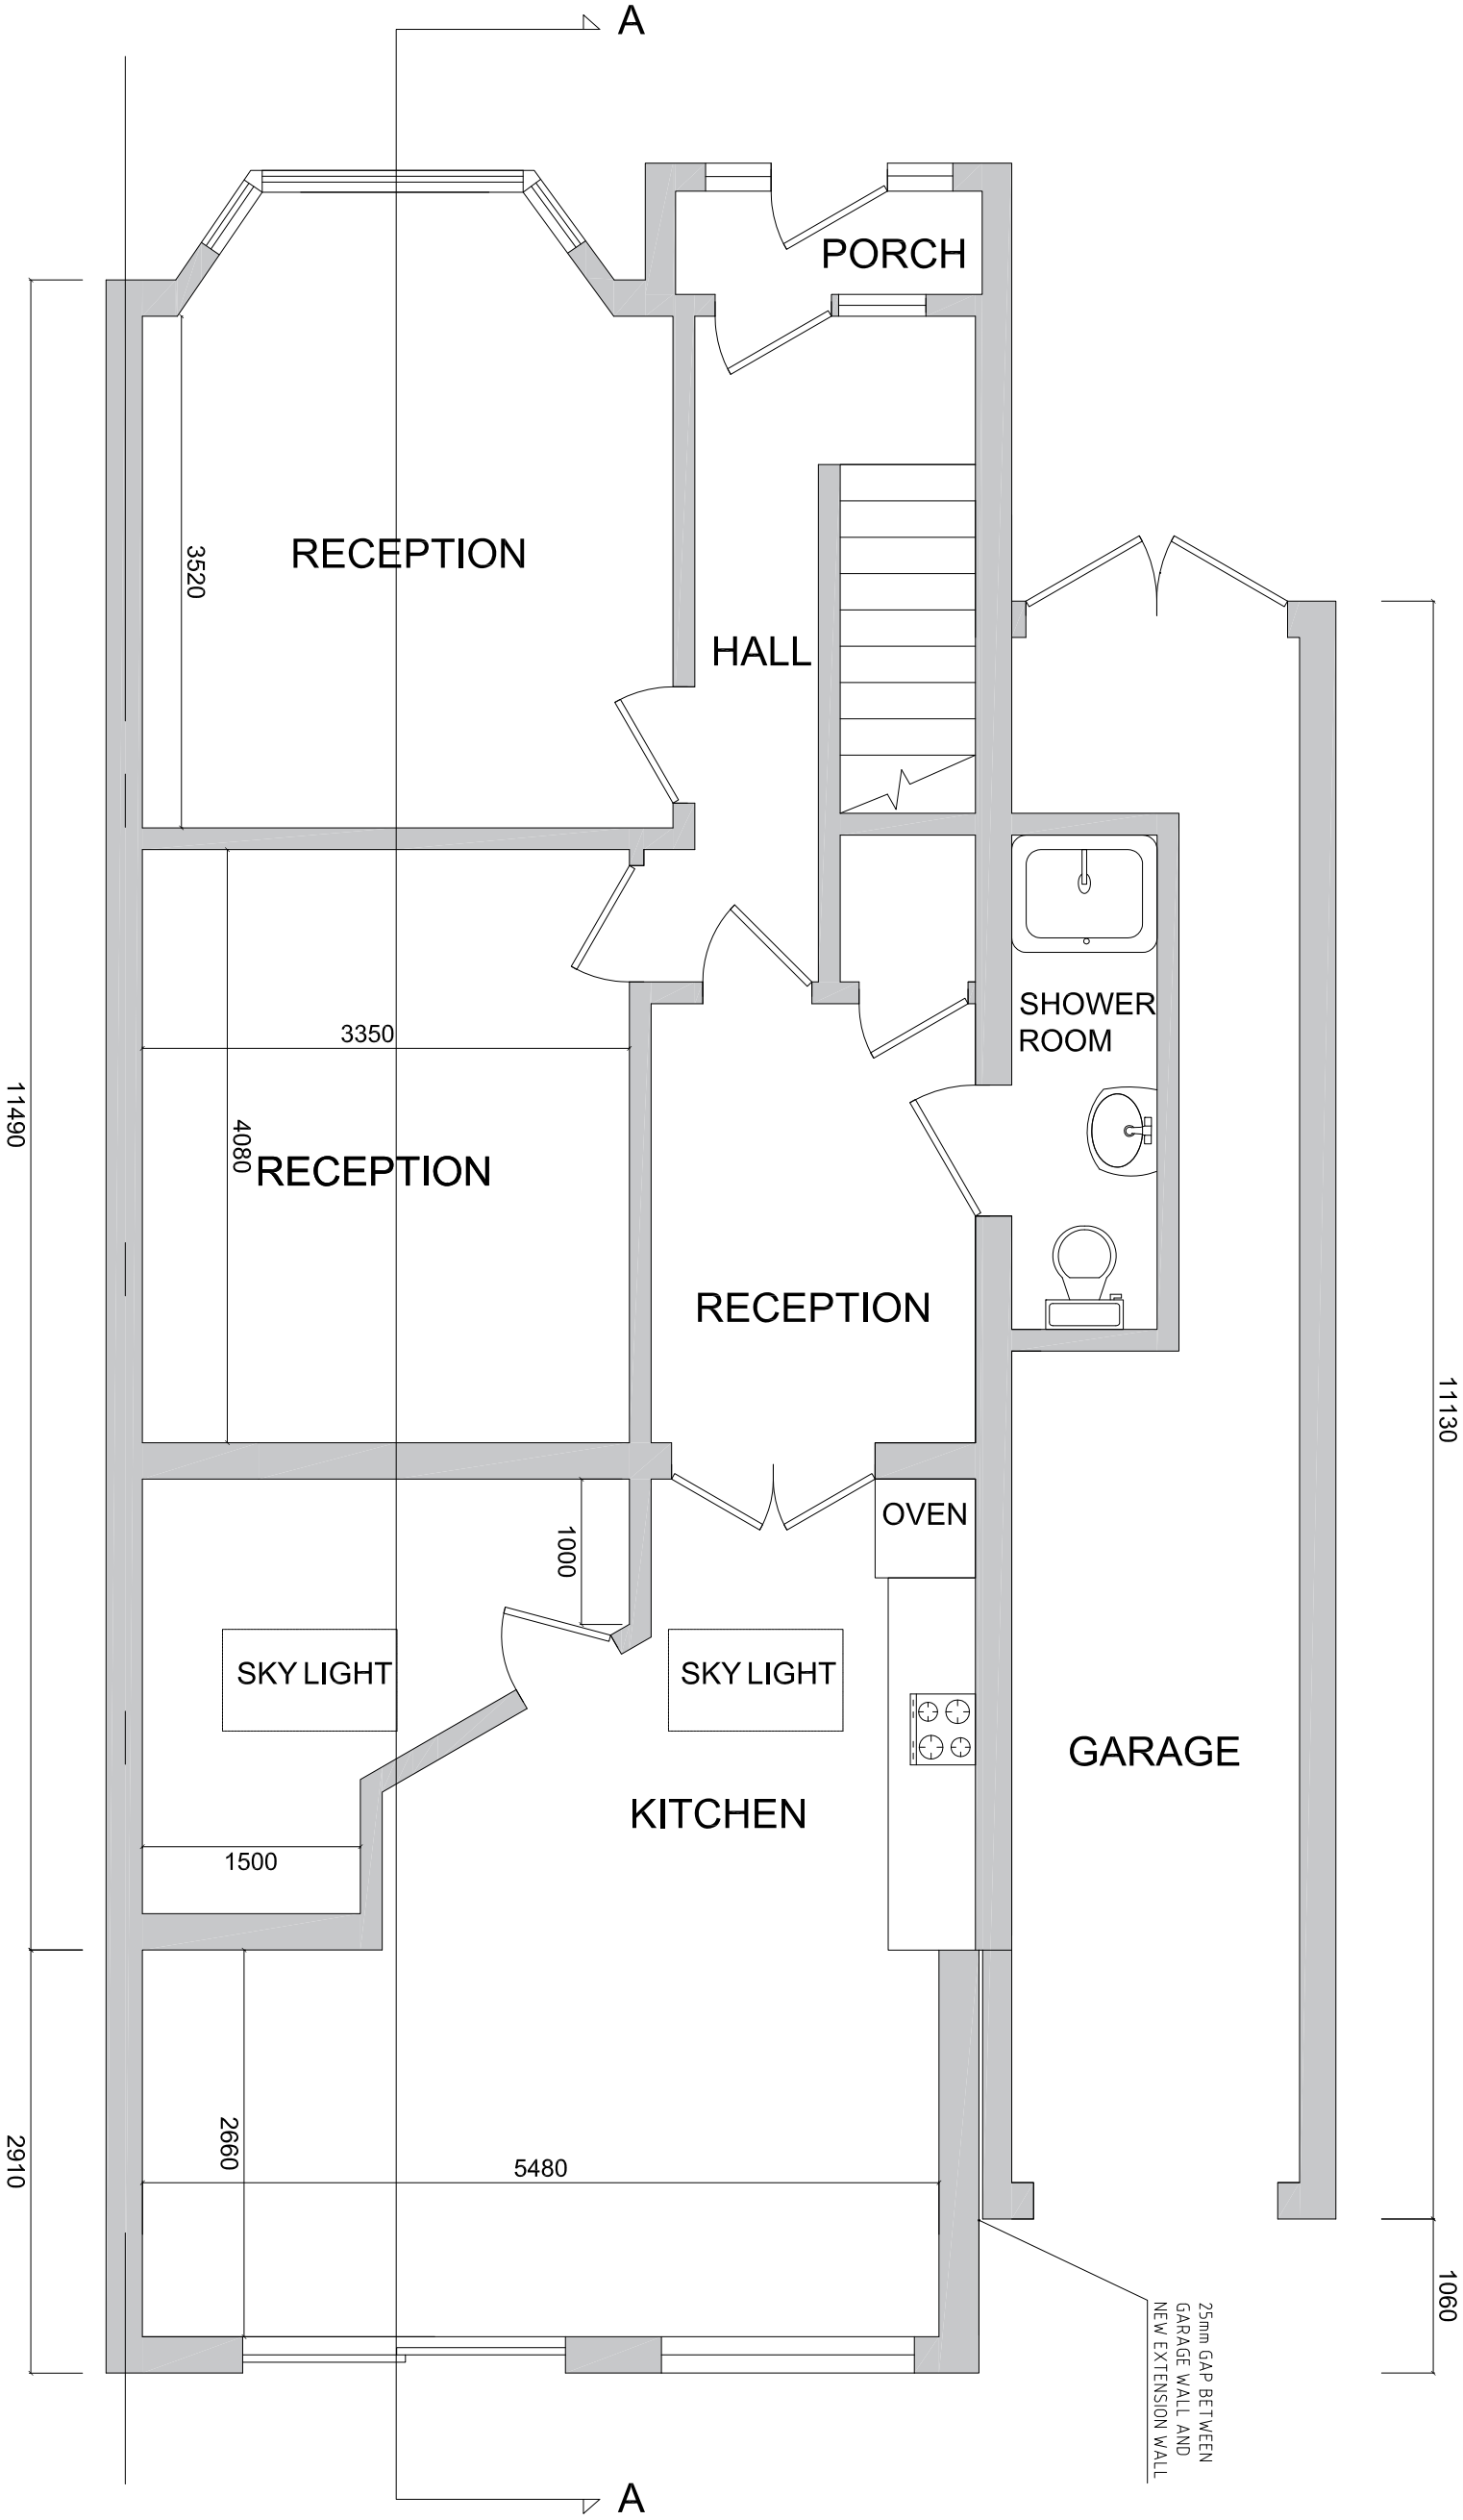 A
PORCH
RECEPTION
3520
HALL
SHOWER
ROOM
3350
4080
RECEPTION
11490
RECEPTION
11130
OVEN
1000
SKY LIGHT
SKY LIGHT
GARAGE
KITCHEN
1500
2660
5480
2910
1060
25mm GAP BETWEEN
GARAGE WALL AND
NEW EXTENSION WALL
A